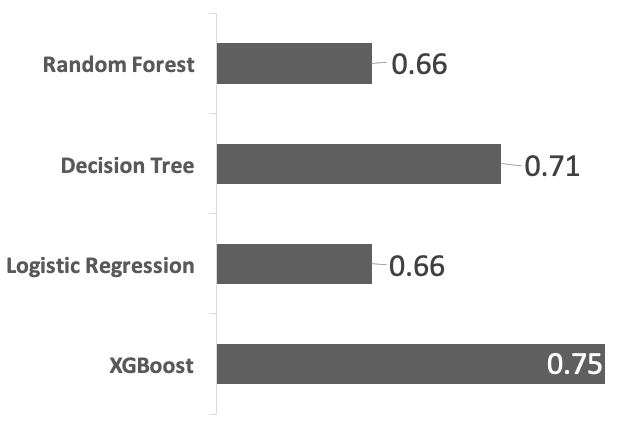 Random Forest 0.66
Decision Tree 0.71
Logistic Regression 0.66
XGBoost 0.75